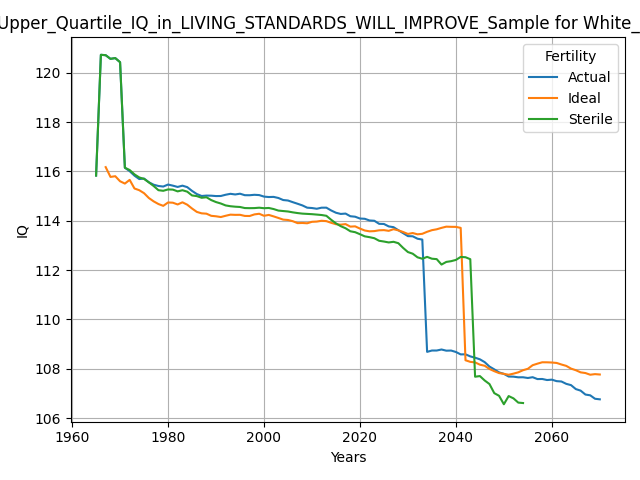 Upper_Quartile_IQ_in_LIVING_STANDARDS_WILL_IMPROVE_Sample for White_
Fertility
Actual
Ideal
Sterile
IQ
120
118
116
114
112
110
108
106
1960
1980
2000
2020
2040
2060
Years